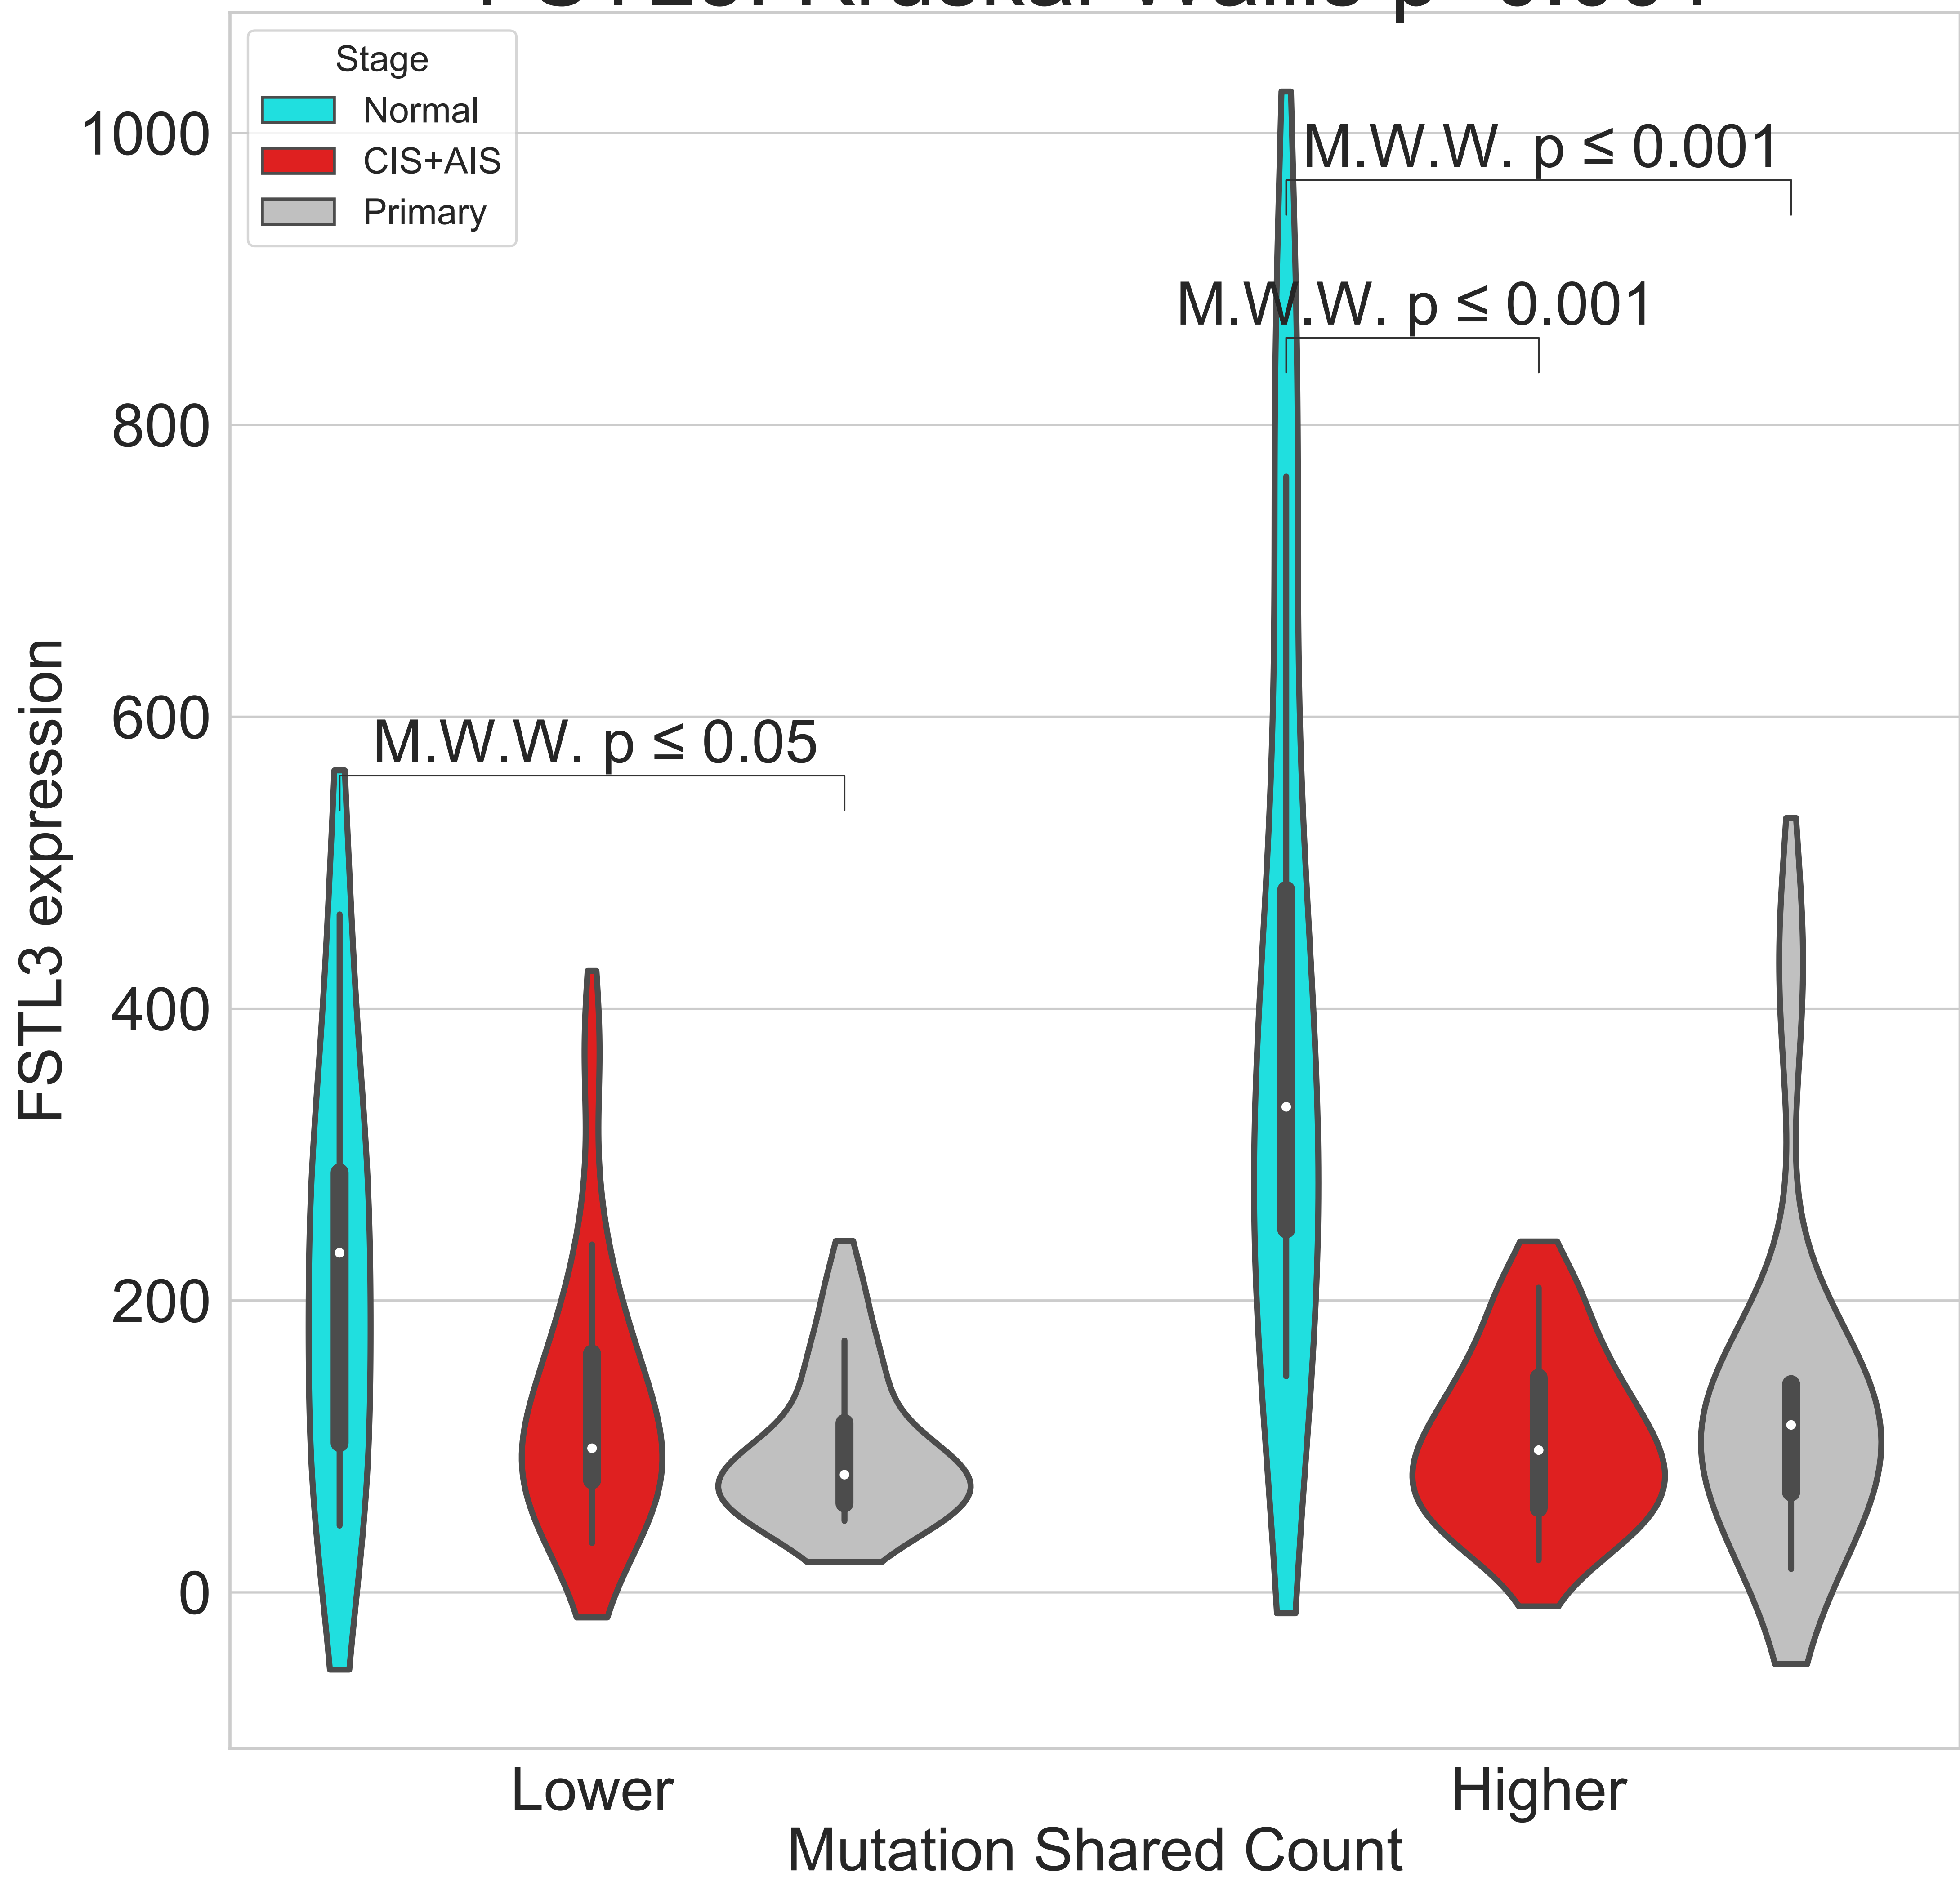 Stage
Normal
CIS+AIS
Primary
1000
800
600
400
200
0
FSTL3 expression
M.W.W. p ≤ 0.001
M.W.W. p ≤ 0.001
M.W.W. p ≤ 0.05
Lower
Higher
Mutation Shared Count